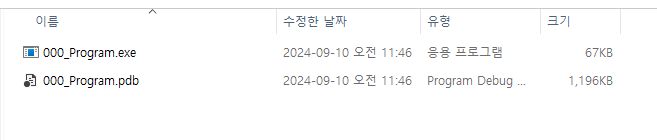 이름 수정한 날짜 유형 크기
000_Program.exe 2024-09-10 오전 11:46 응용 프로그램 67KB
000_Program.pdb 2024-09-10 오전 11:46 Program Debug ... 1,196KB